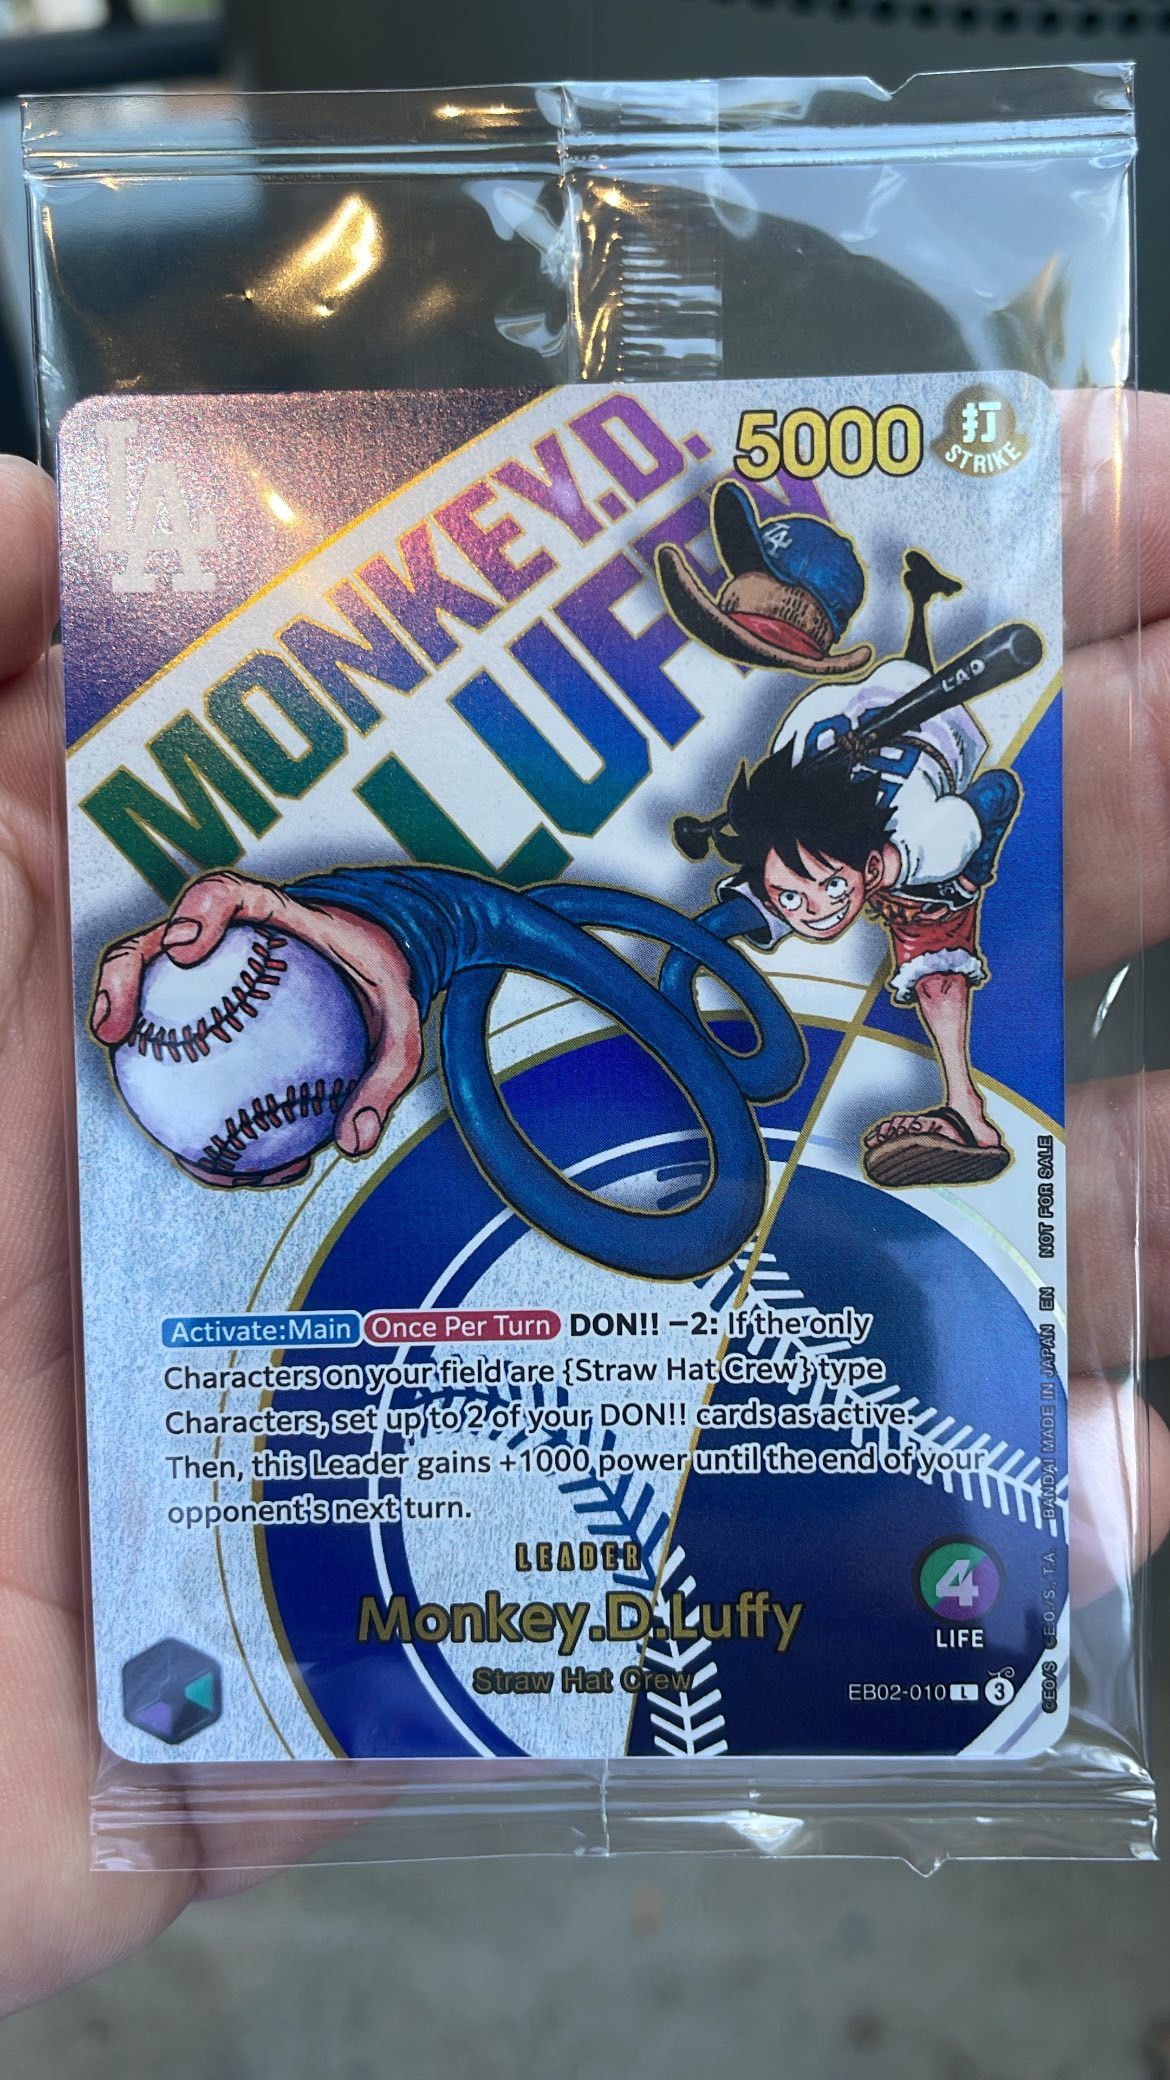 LA
MONKEY.D.
LUFFY
5000
打
STRIKE
LA
LAD
Activate:Main Once Per Turn DON!! −2: If the only
Characters on your field are {Straw Hat Crew} type
Characters, set up to 2 of your DON!! cards as active.
Then, this Leader gains +1000 power until the end of your
opponent's next turn.
LEADER
Monkey.D.Luffy
Straw Hat Crew
4
LIFE
EB02-010 L 3
©E.O./S. ©E.O./S., T.A. BANDAI MADE IN JAPAN EN NOT FOR SALE